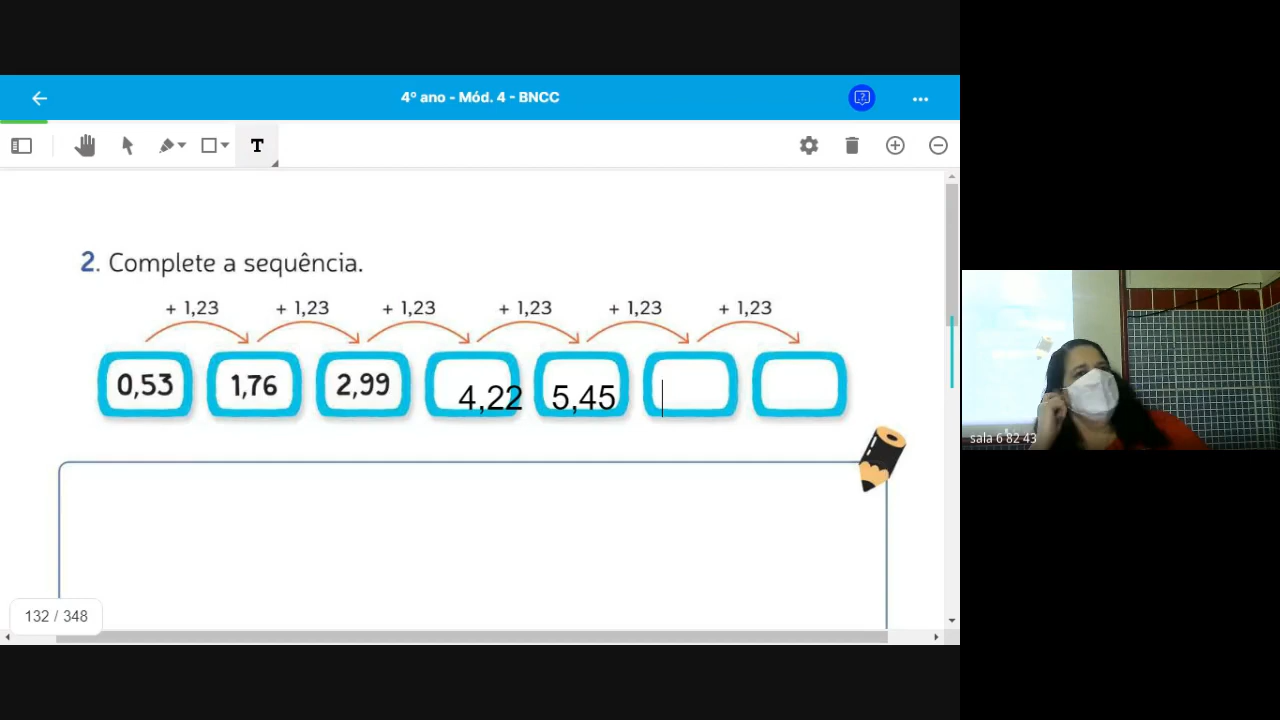 4º ano - Mód. 4 - BNCC
T
2. Complete a sequência.
+ 1,23 + 1,23 + 1,23 + 1,23 + 1,23 + 1,23
0,53 1,76 2,99 4,22 5,45
132 / 348
sala 6 82 43